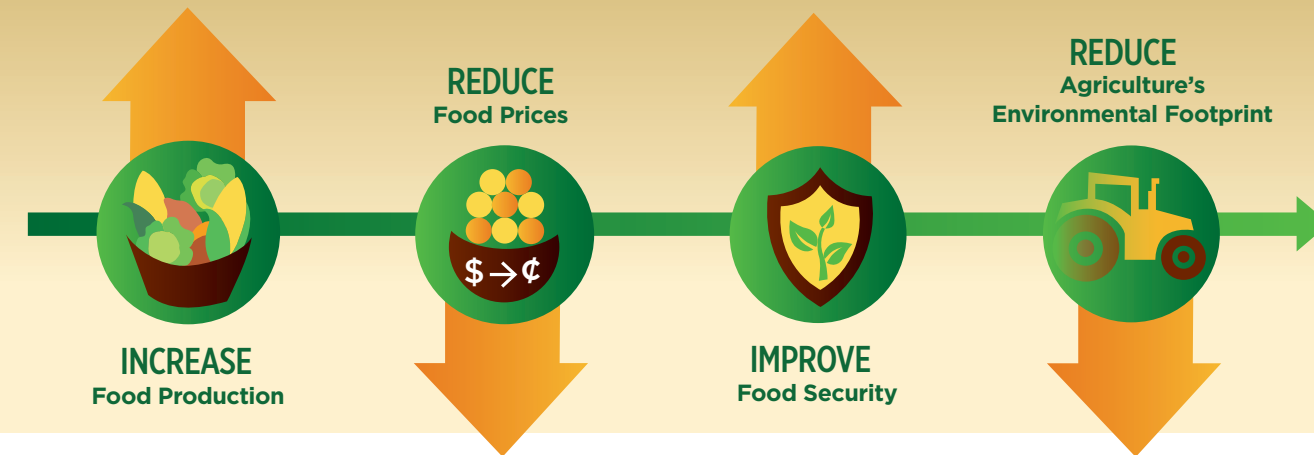 INCREASE
Food Production
REDUCE
Food Prices
$→¢
IMPROVE
Food Security
REDUCE
Agriculture’s
Environmental Footprint